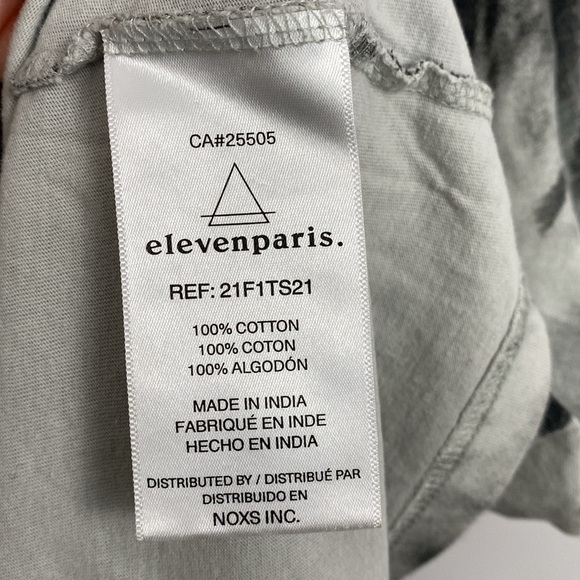 CA#25505
elevenparis.
REF: 21F1TS21
100% COTTON
100% COTON
100% ALGODÓN
MADE IN INDIA
FABRIQUÉ EN INDE
HECHO EN INDIA
DISTRIBUTED BY / DISTRIBUÉ PAR
DISTRIBUIDO EN
NOXS INC.